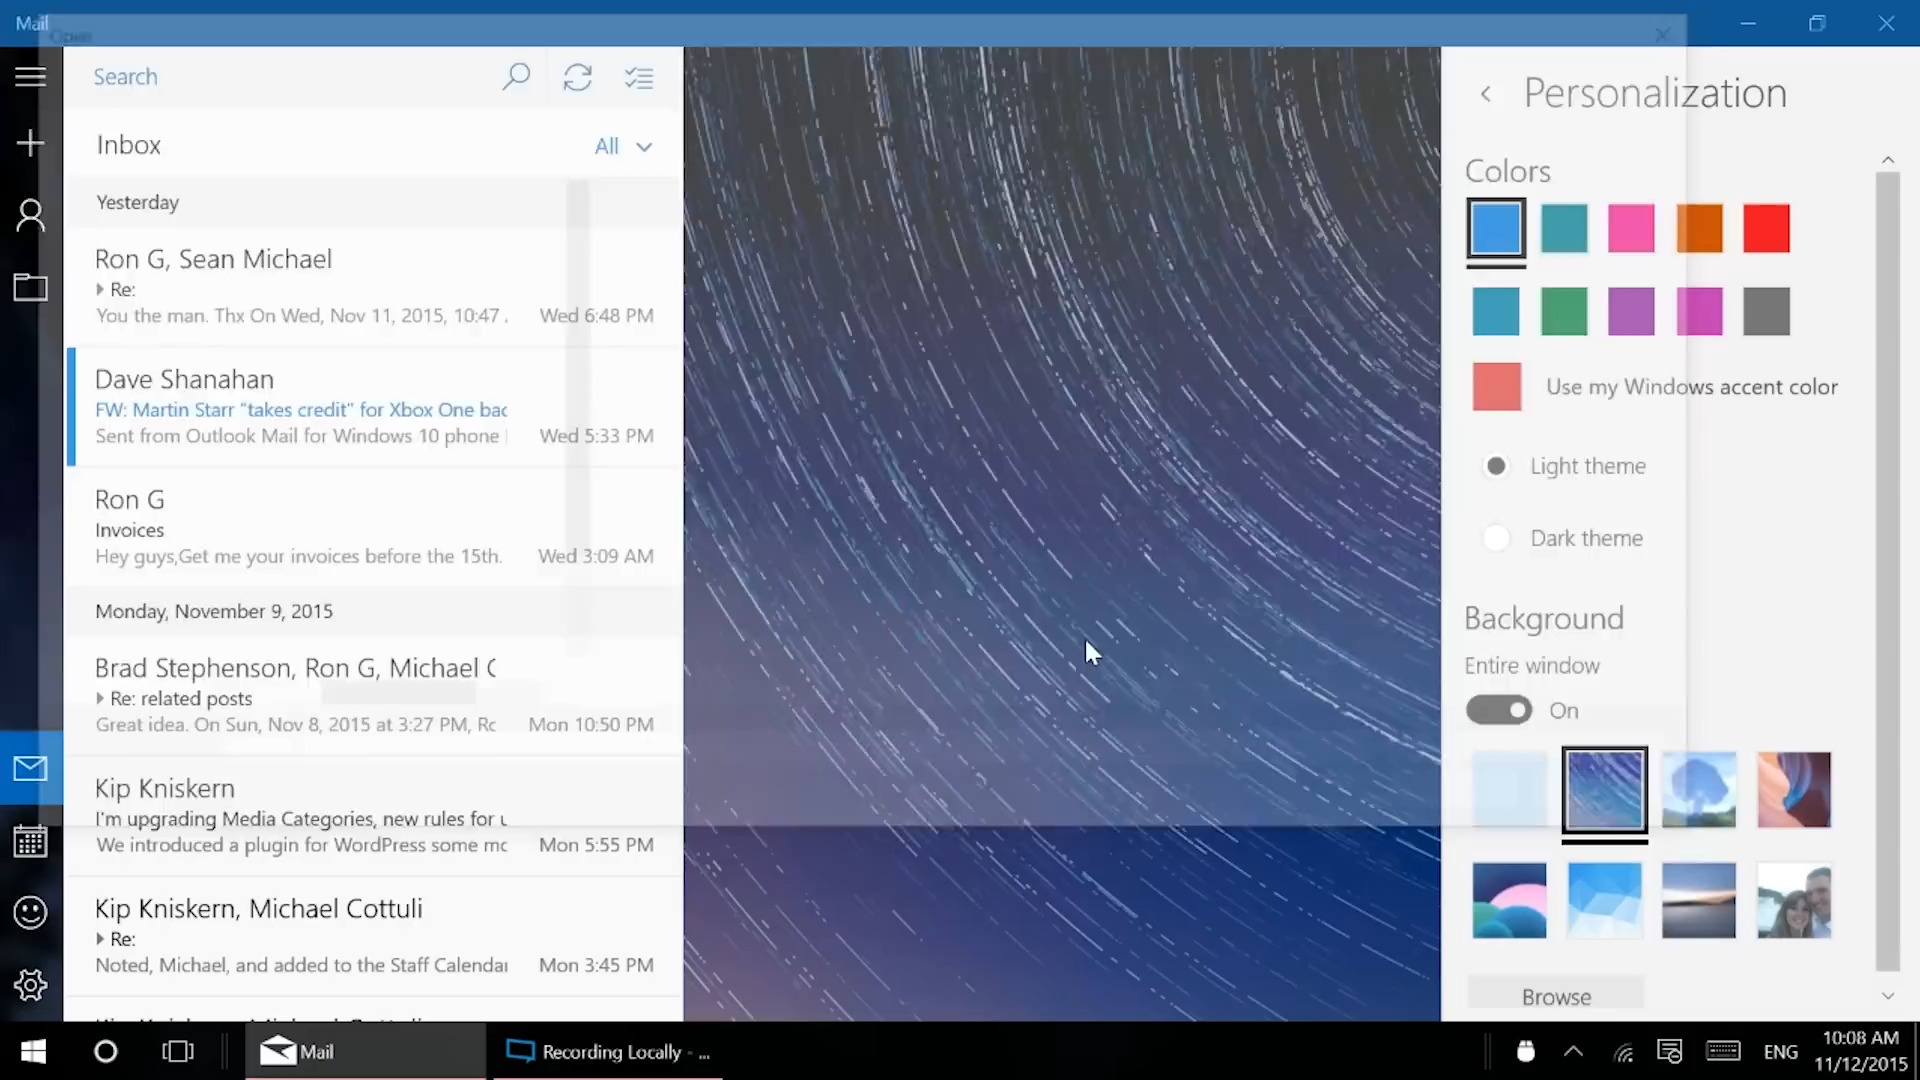 Mail
Open
Search
Inbox
All
Yesterday
Ron G, Sean Michael
Re:
You the man. Thx On Wed, Nov 11, 2015, 10:47 .
Wed 6:48 PM
Dave Shanahan
FW: Martin Starr "takes credit" for Xbox One bac
Sent from Outlook Mail for Windows 10 phone
Wed 5:33 PM
Ron G
Invoices
Hey guys,Get me your invoices before the 15th.
Wed 3:09 AM
Monday, November 9, 2015
Brad Stephenson, Ron G, Michael C
Re: related posts
Great idea. On Sun, Nov 8, 2015 at 3:27 PM, Rc
Mon 10:50 PM
Kip Kniskern
I'm upgrading Media Categories, new rules for u
We introduced a plugin for WordPress some mo
Mon 5:55 PM
Kip Kniskern, Michael Cottuli
Re:
Noted, Michael, and added to the Staff Calendar
Mon 3:45 PM
Personalization
Colors
Use my Windows accent color
Light theme
Dark theme
Background
Entire window
On
Browse
Mail
Recording Locally - ...
ENG
10:08 AM
11/12/2015